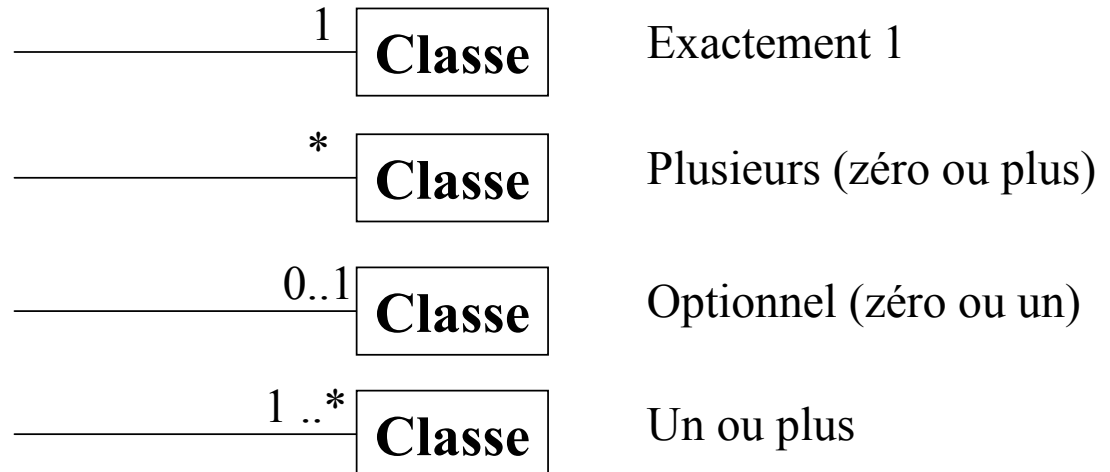 1 Classe Exactement 1
* Classe Plusieurs (zéro ou plus)
0..1 Classe Optionnel (zéro ou un)
1 ..* Classe Un ou plus